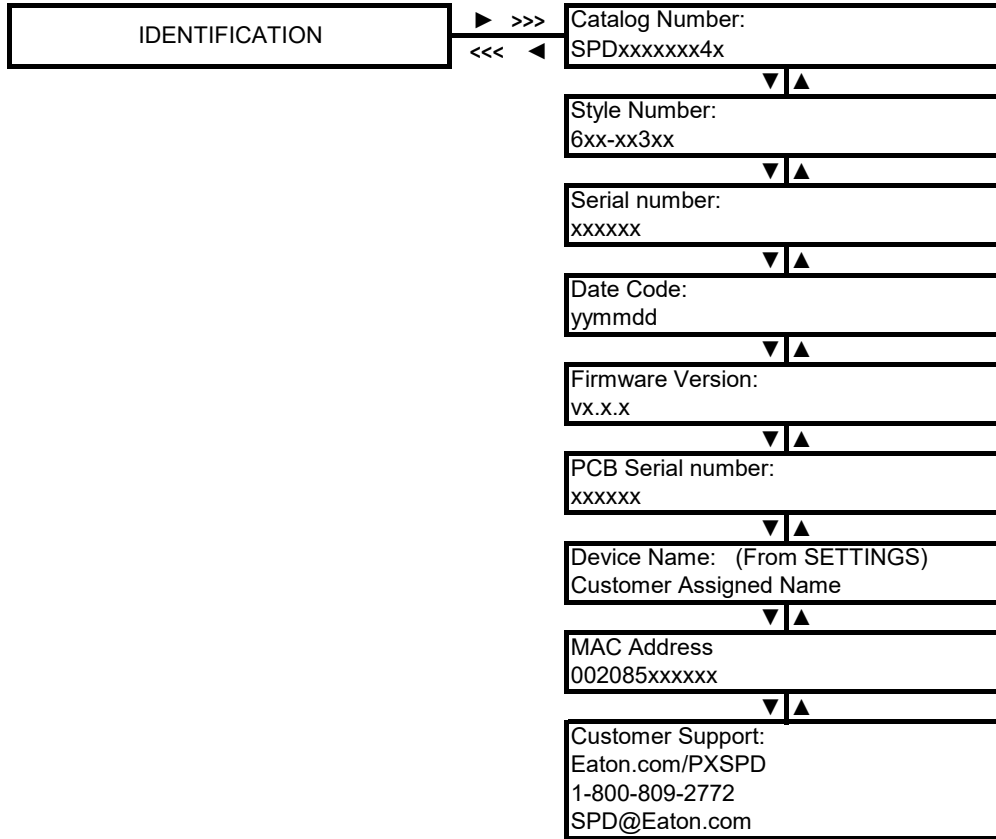 IDENTIFICATION
► >>>
<<< ◄
Catalog Number:
SPDxxxxxxx4x
▼ ▲
Style Number:
6xx-xx3xx
▼ ▲
Serial number:
xxxxxx
▼ ▲
Date Code:
yymmdd
▼ ▲
Firmware Version:
vx.x.x
▼ ▲
PCB Serial number:
xxxxxx
▼ ▲
Device Name: (From SETTINGS)
Customer Assigned Name
▼ ▲
MAC Address
002085xxxxxx
▼ ▲
Customer Support:
Eaton.com/PXSPD
1-800-809-2772
SPD@Eaton.com